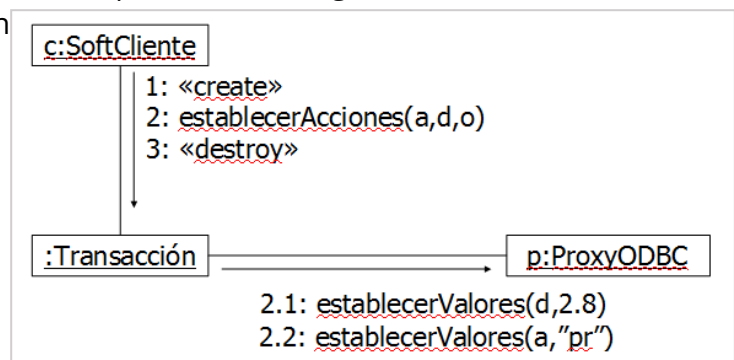 n
c:SoftCliente
1: «create»
2: establecerAcciones(a,d,o)
3: «destroy»
:Transacción
p:ProxyODBC
2.1: establecerValores(d,2.8)
2.2: establecerValores(a,”pr”)